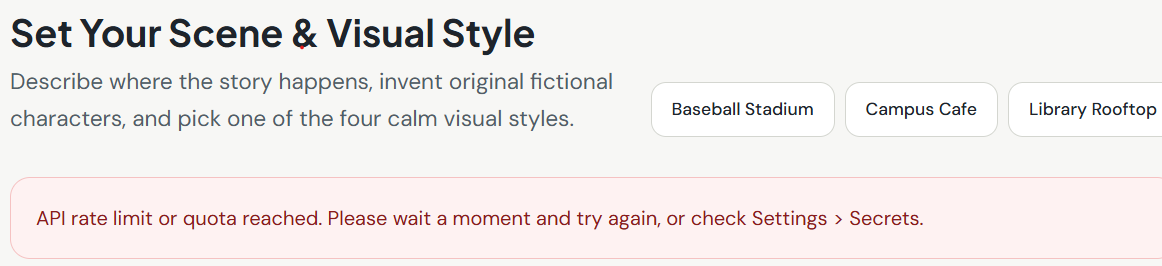 Set Your Scene & Visual Style
Describe where the story happens, invent original fictional
characters, and pick one of the four calm visual styles.
Baseball Stadium
Campus Cafe
Library Rooftop
API rate limit or quota reached. Please wait a moment and try again, or check Settings > Secrets.